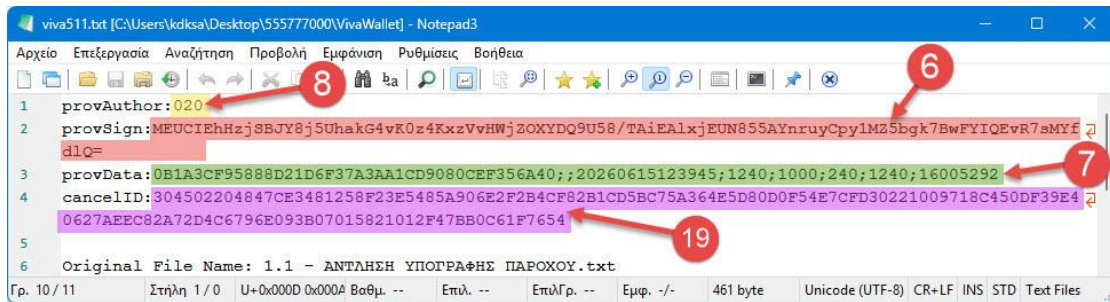 viva511.txt [C:\Users\kdksa\Desktop\555777000\VivaWallet] - Notepad3
Αρχείο Επεξεργασία Αναζήτηση Προβολή Εμφάνιση Ρυθμίσεις Βοήθεια
8
6
1 provAuthor:020
2 provSign:MEUCIEhHzjSBJY8j5UhakG4vK0z4KxzVvHWjZOXYDQ9U58/TAiEAlxjEUN855AYnruyCpy1MZ5bgk7BwFYIQEvR7sMYf
dlQ=
7
3 provData:0B1A3CF95888D21D6F37A3AA1CD9080CEF356A40;;20260615123945;1240;1000;240;1240;16005292
4 cancelID:304502204847CE3481258F23E5485A906E2F2B4CF82B1CD5BC75A364E5D80D0F54E7CFD30221009718C450DF39E4
0627AEEC82A72D4C6796E093B07015821012F47BB0C61F7654
19
5
6 Original File Name: 1.1 - ΑΝΤΛΗΣΗ ΥΠΟΓΡΑΦΗΣ ΠΑΡΟΧΟΥ.txt
Γρ. 10/11 Στήλη 1/0 U+0x000D 0x000A Βαθμ. -- Επιλ. -- ΕπιλΓρ. -- Εμφ. -/- 461 byte Unicode (UTF-8) CR+LF INS STD Text Files